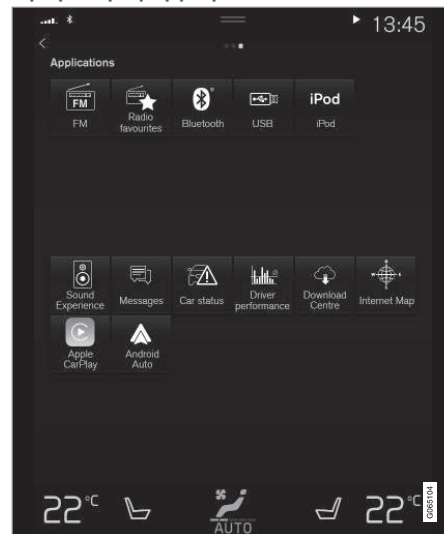 13:45
Applications
FM
FM
Radio
favourites
Bluetooth
USB
iPod
iPod
Sound
Experience
Messages
Car status
Driver
performance
Download
Centre
Internet Map
Apple
CarPlay
Android
Auto
22°C
AUTO
22°C
G065104